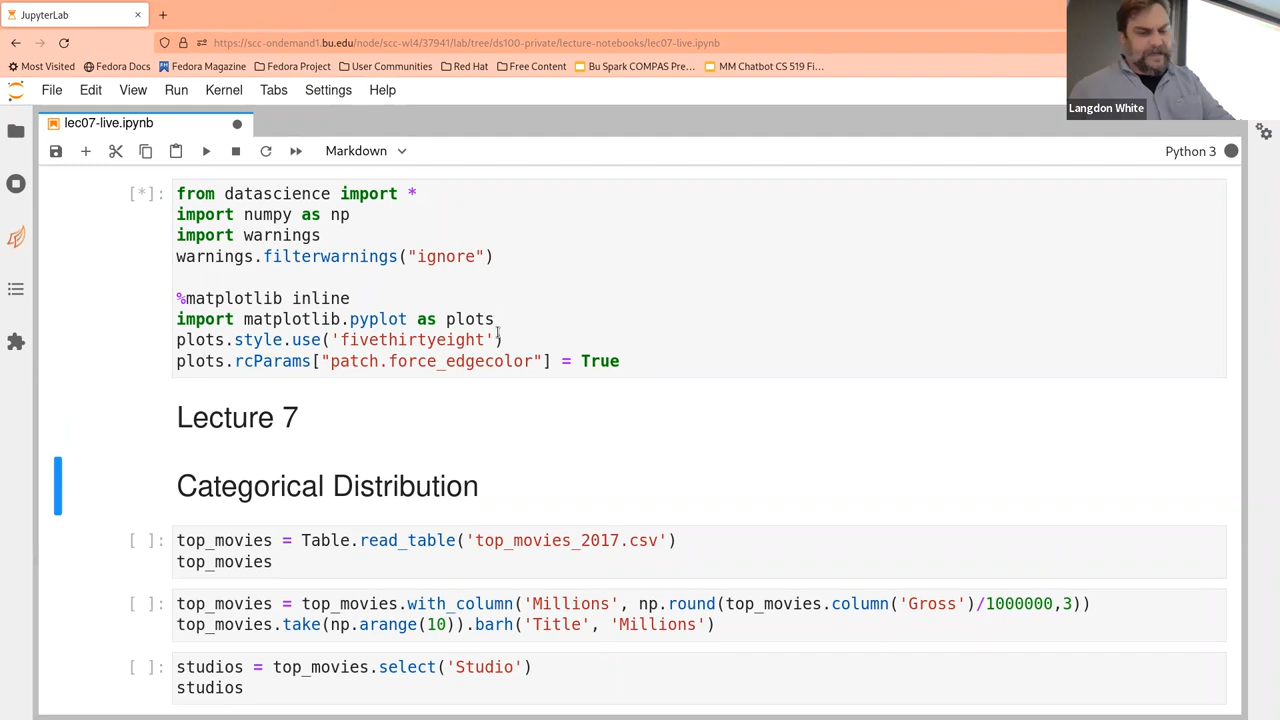 JupyterLab
https://scc-ondemand1.bu.edu/node/scc-wl4/37941/lab/tree/ds100-private/lecture-notebooks/lec07-live.ipynb
Most Visited Fedora Docs Fedora Magazine Fedora Project User Communities Red Hat Free Content Bu Spark COMPAS Pre... MM Chatbot CS 519 Fi...
Langdon White
File Edit View Run Kernel Tabs Settings Help
lec07-live.ipynb
Markdown Python 3
[*]: from datascience import *
import numpy as np
import warnings
warnings.filterwarnings("ignore")
%matplotlib inline
import matplotlib.pyplot as plots
plots.style.use('fivethirtyeight')
plots.rcParams["patch.force_edgecolor"] = True
Lecture 7
Categorical Distribution
[ ]: top_movies = Table.read_table('top_movies_2017.csv')
top_movies
[ ]: top_movies = top_movies.with_column('Millions', np.round(top_movies.column('Gross')/1000000,3))
top_movies.take(np.arange(10)).barh('Title', 'Millions')
[ ]: studios = top_movies.select('Studio')
studios